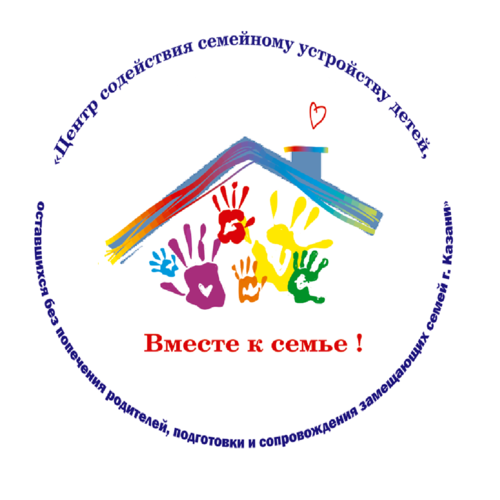 «Центр содействия семейному устройству детей,
оставшихся без попечения родителей, подготовки и сопровождения замещающих семей г. Казани»
Вместе к семье !